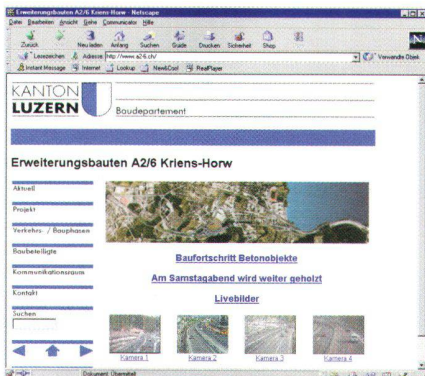 Erweiterungsbauten A2/6 Kriens-Horw - Netscape
Datei Bearbeiten Ansicht Gehe Communicator Hilfe
Zurück Neu laden Anfang Suchen Guide Drucken Sicherheit Shop
Lesezeichen Adresse http://www.a2-6.ch/ Verwandte Objek
Instant Message Internet Lookup New&Cool RealPlayer
KANTON
LUZERN
Baudepartement
Erweiterungsbauten A2/6 Kriens-Horw
Aktuell
Projekt
Verkehrs- / Bauphasen
Baubeteiligte
Kommunikationsraum
Kontakt
Suchen
Baufortschritt Betonobjekte
Am Samstagabend wird weiter geholzt
Livebilder
Kamera 1 Kamera 2 Kamera 3 Kamera 4
Dokument: Übermittelt